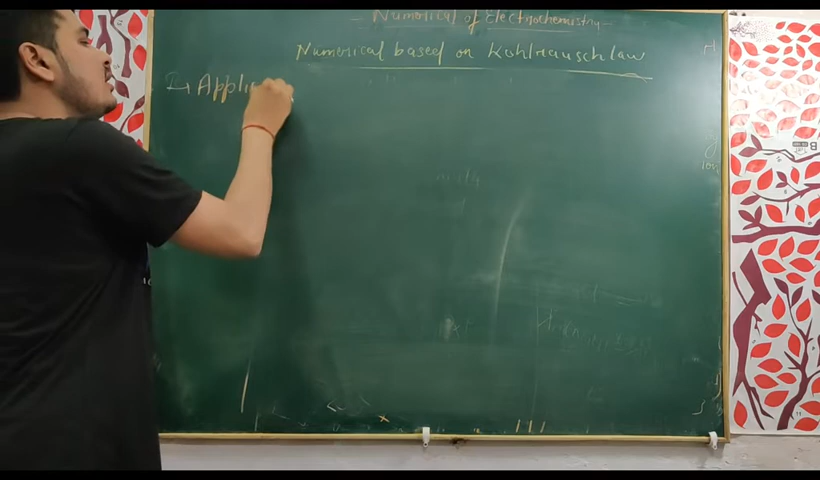 - Numerical of Electrochemistry -
Numerical based on Kohlrausch law
↳ Appli